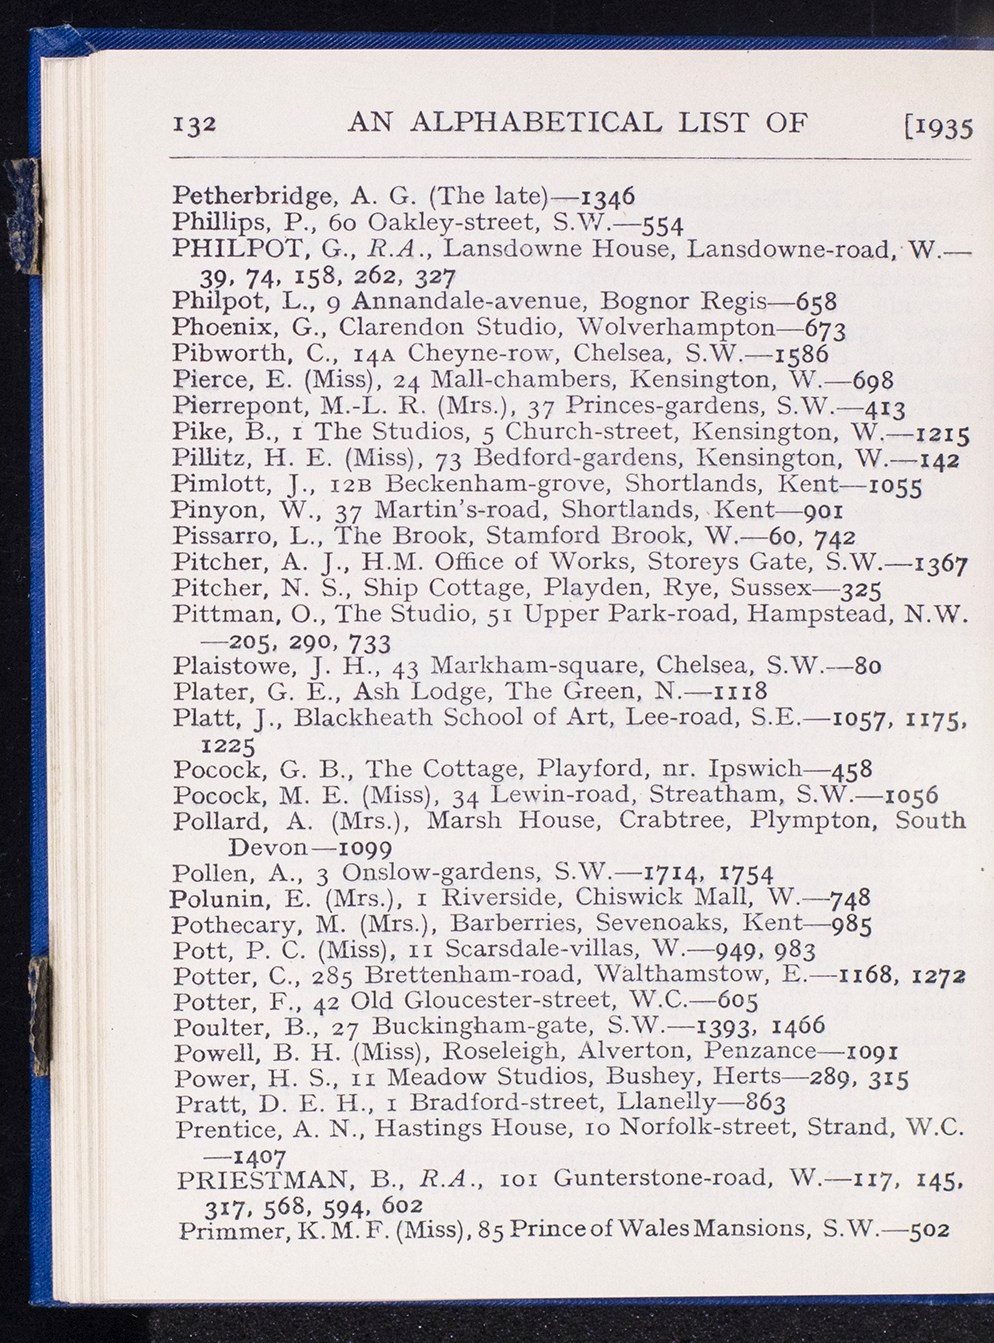 132 AN ALPHABETICAL LIST OF [1935
Petherbridge, A. G. (The late)—1346
Phillips, P., 60 Oakley-street, S.W.—554
PHILPOT, G., R.A., Lansdowne House, Lansdowne-road, W.—
39, 74, 158, 262, 327
Philpot, L., 9 Annandale-avenue, Bognor Regis—658
Phoenix, G., Clarendon Studio, Wolverhampton—673
Pibworth, C., 14A Cheyne-row, Chelsea, S.W.—1586
Pierce, E. (Miss), 24 Mall-chambers, Kensington, W.—698
Pierrepont, M.-L. R. (Mrs.), 37 Princes-gardens, S.W.—413
Pike, B., 1 The Studios, 5 Church-street, Kensington, W.—1215
Pillitz, H. E. (Miss), 73 Bedford-gardens, Kensington, W.—142
Pimlott, J., 12B Beckenham-grove, Shortlands, Kent—1055
Pinyon, W., 37 Martin's-road, Shortlands, Kent—901
Pissarro, L., The Brook, Stamford Brook, W.—60, 742
Pitcher, A. J., H.M. Office of Works, Storeys Gate, S.W.—1367
Pitcher, N. S., Ship Cottage, Playden, Rye, Sussex—325
Pittman, O., The Studio, 51 Upper Park-road, Hampstead, N.W.
—205, 290, 733
Plaistowe, J. H., 43 Markham-square, Chelsea, S.W.—80
Plater, G. E., Ash Lodge, The Green, N.—1118
Platt, J., Blackheath School of Art, Lee-road, S.E.—1057, 1175,
1225
Pocock, G. B., The Cottage, Playford, nr. Ipswich—458
Pocock, M. E. (Miss), 34 Lewin-road, Streatham, S.W.—1056
Pollard, A. (Mrs.), Marsh House, Crabtree, Plympton, South
Devon—1099
Pollen, A., 3 Onslow-gardens, S.W.—1714, 1754
Polunin, E. (Mrs.), 1 Riverside, Chiswick Mall, W.—748
Pothecary, M. (Mrs.), Barberries, Sevenoaks, Kent—985
Pott, P. C. (Miss), 11 Scarsdale-villas, W.—949, 983
Potter, C., 285 Brettenham-road, Walthamstow, E.—1168, 1272
Potter, F., 42 Old Gloucester-street, W.C.—605
Poulter, B., 27 Buckingham-gate, S.W.—1393, 1466
Powell, B. H. (Miss), Roseleigh, Alverton, Penzance—1091
Power, H. S., 11 Meadow Studios, Bushey, Herts—289, 315
Pratt, D. E. H., 1 Bradford-street, Llanelly—863
Prentice, A. N., Hastings House, 10 Norfolk-street, Strand, W.C.
—1407
PRIESTMAN, B., R.A., 101 Gunterstone-road, W.—117, 145,
317, 568, 594, 602
Primmer, K. M. F. (Miss), 85 Prince of Wales Mansions, S.W.—502